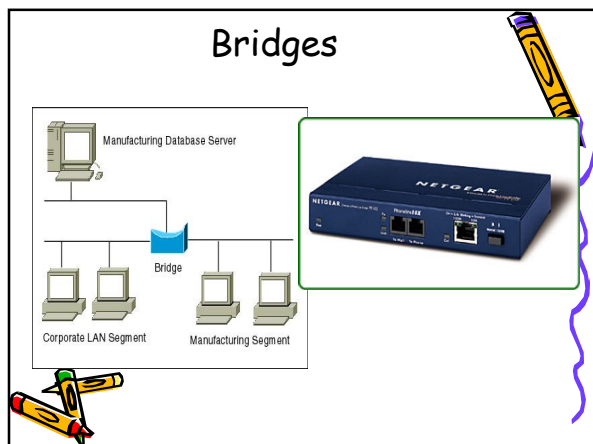 Bridges
Manufacturing Database Server
Bridge
Corporate LAN Segment
Manufacturing Segment
NETGEAR
NETGEAR